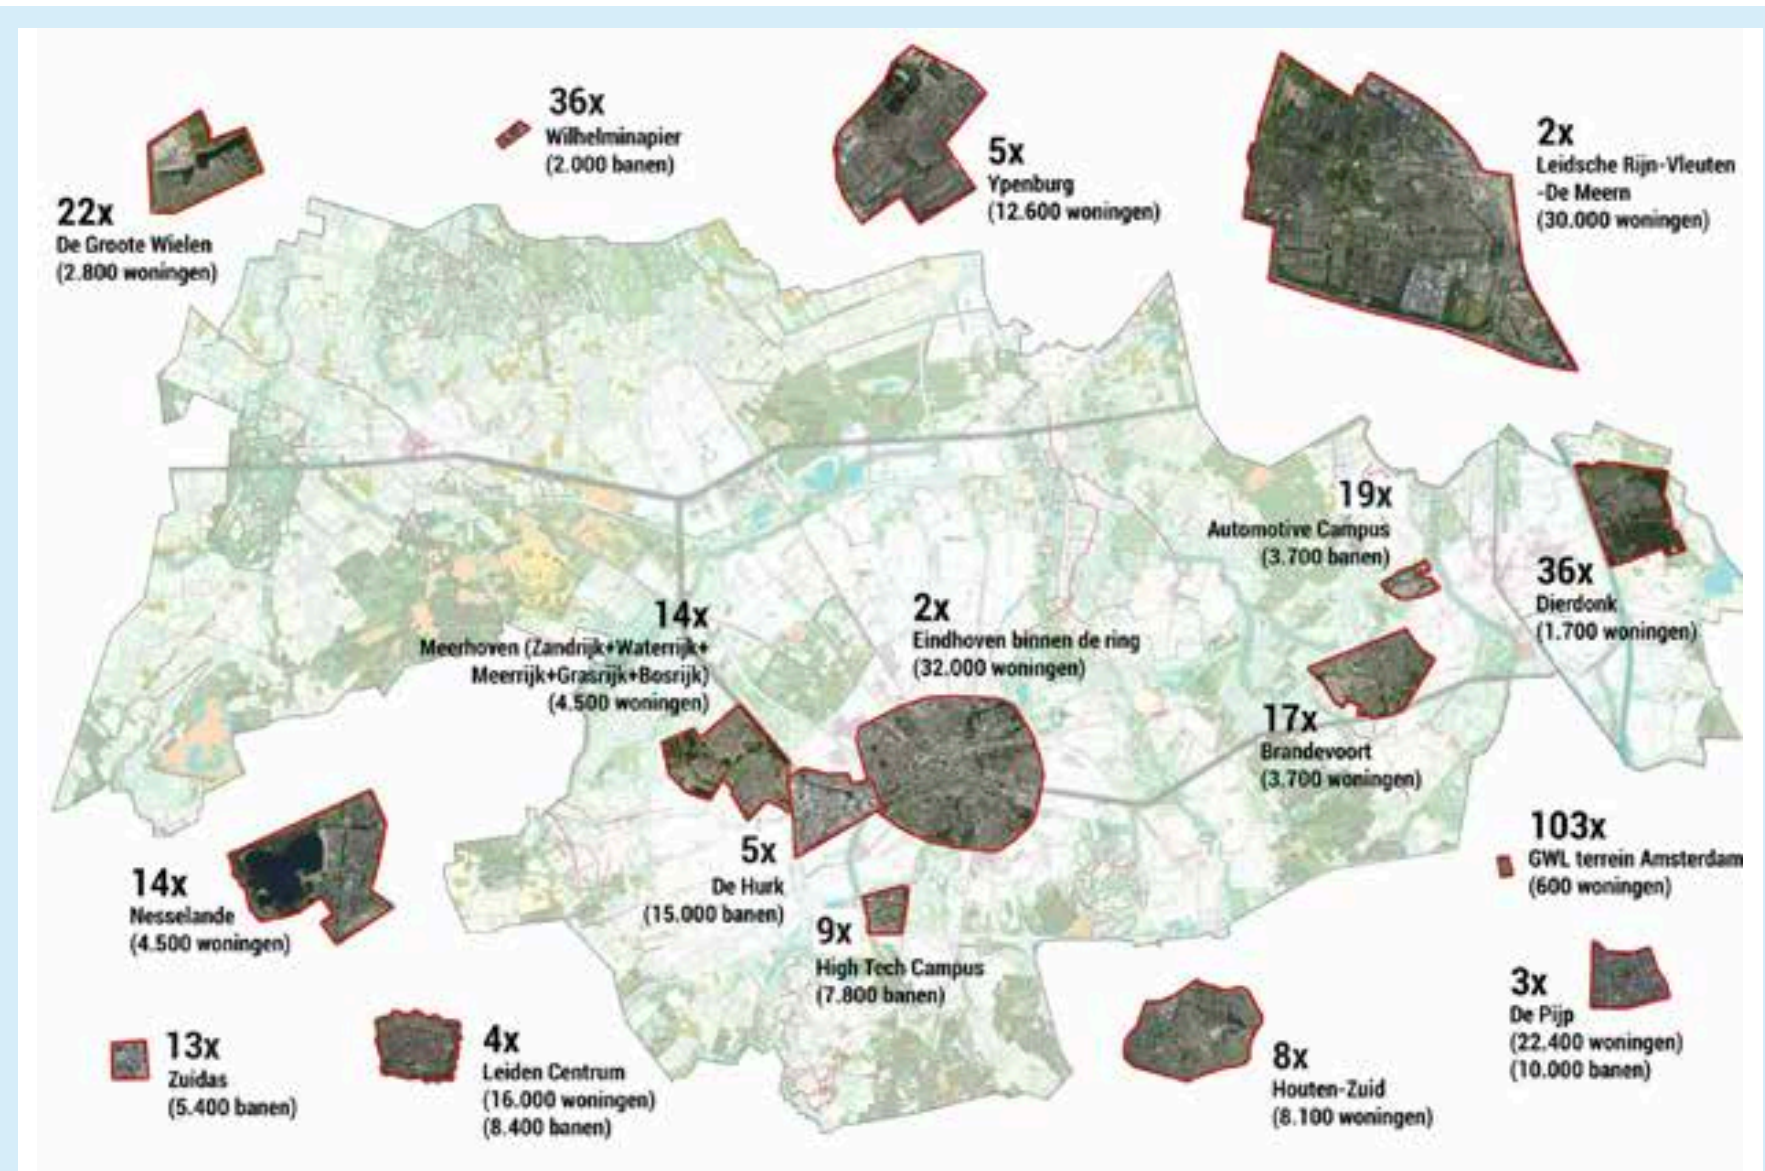 36x
Wilhelminapier
(2.000 banen)
22x
De Groote Wielen
(2.800 woningen)
5x
Ypenburg
(12.600 woningen)
2x
Leidsche Rijn-Vleuten
-De Meern
(30.000 woningen)
19x
Automotive Campus
(3.700 banen)
36x
Dierdonk
(1.700 woningen)
14x
Meerhoven (Zandrijk+Waterrijk+
Meerrijk+Grasrijk+Bosrijk)
(4.500 woningen)
2x
Eindhoven binnen de ring
(32.000 woningen)
17x
Brandevoort
(3.700 woningen)
5x
De Hurk
(15.000 banen)
9x
High Tech Campus
(7.800 banen)
103x
GWL terrein Amsterdam
(600 woningen)
14x
Nesselande
(4.500 woningen)
13x
Zuidas
(5.400 banen)
4x
Leiden Centrum
(16.000 woningen)
(8.400 banen)
8x
Houten-Zuid
(8.100 woningen)
3x
De Pijp
(22.400 woningen)
(10.000 banen)